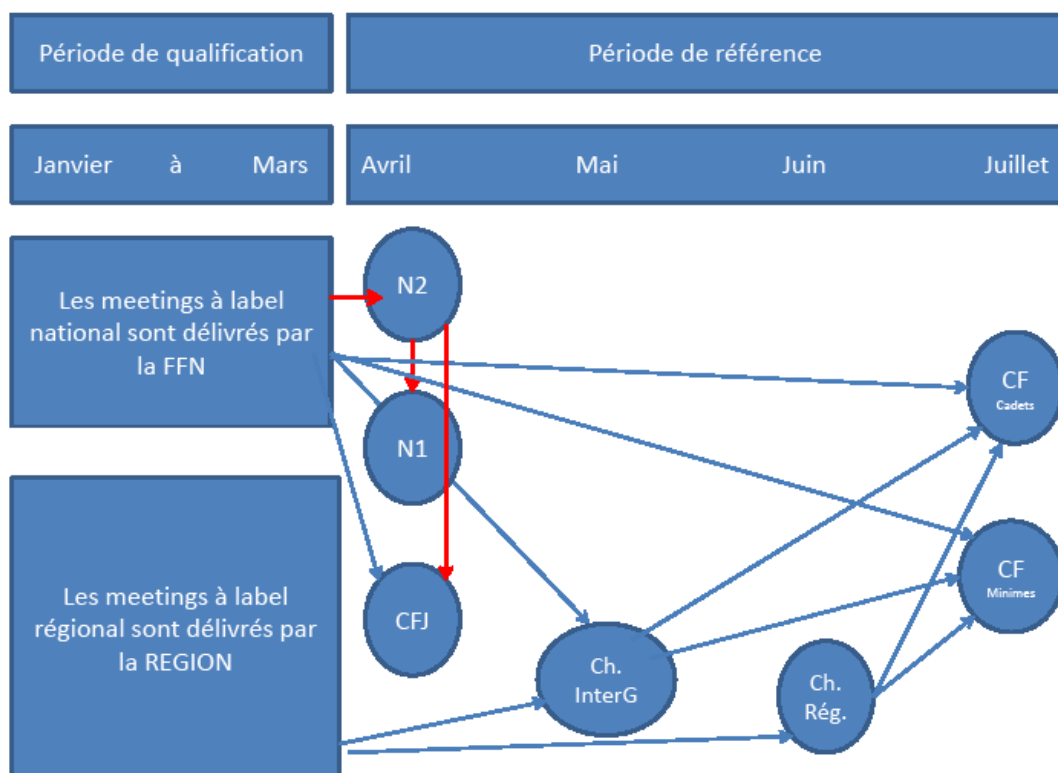 Période de qualification
Période de référence
Janvier à Mars
Avril Mai Juin Juillet
Les meetings à label
national sont délivrés par
la FFN
N2
N1
CFJ
CF
Cadets
CF
Minimes
Les meetings à label
régional sont délivrés par
la REGION
Ch.
InterG
Ch.
Rég.